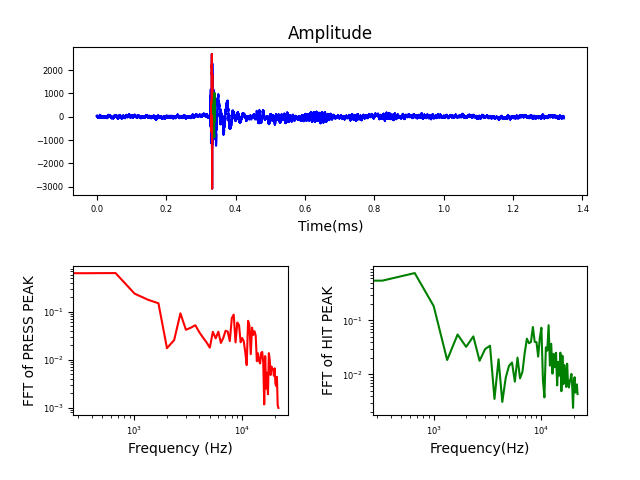 Amplitude
2000
1000
0
−1000
−2000
−3000
0.0 0.2 0.4 0.6 0.8 1.0 1.2 1.4
Time(ms)
FFT of PRESS PEAK
10⁻¹
10⁻²
10⁻³
10³ 10⁴
Frequency (Hz)
FFT of HIT PEAK
10⁻¹
10⁻²
10³ 10⁴
Frequency(Hz)